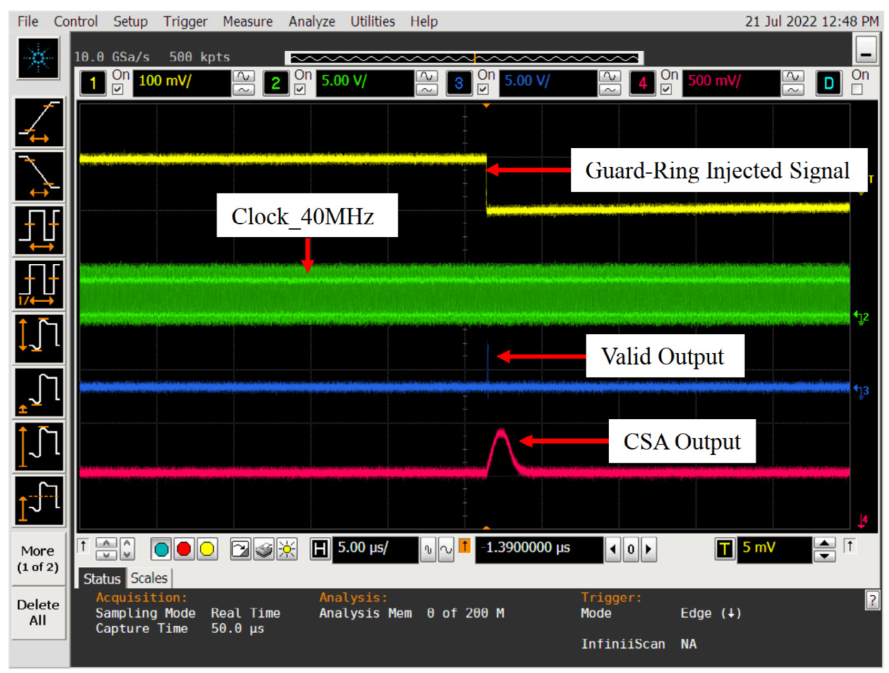 File Control Setup Trigger Measure Analyze Utilities Help 21 Jul 2022 12:48 PM
10.0 GSa/s 500 kpts
1 On 100 mV/ 2 On 5.00 V/ 3 On 5.00 V/ 4 On 500 mV/ D On
Guard-Ring Injected Signal
T
Clock_40MHz
2
Valid Output
3
CSA Output
4
1/
More
(1 of 2)
Delete
All
H 5.00 µs/ T -1.3900000 µs 0 T 5 mV
Status Scales
Acquisition: Analysis: Trigger: ?
Sampling Mode Real Time Analysis Mem 0 of 200 M Mode Edge (↓)
Capture Time 50.0 µs
InfiniiScan NA